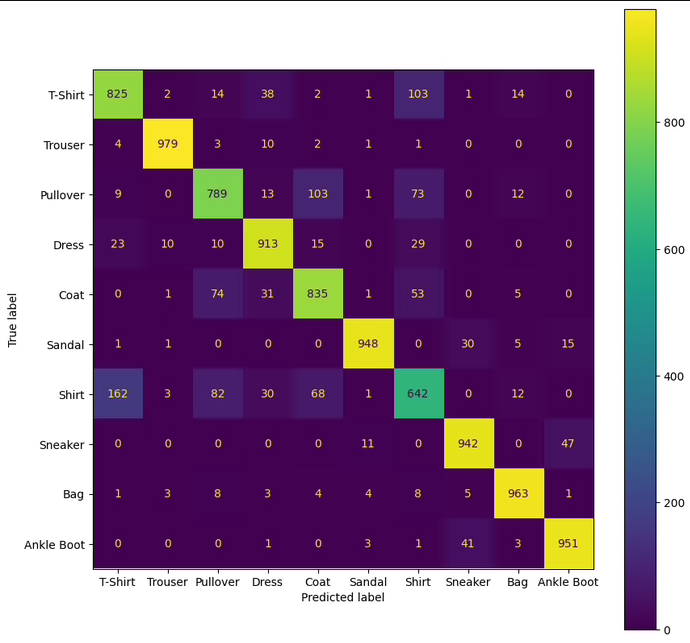 T-Shirt 825 2 14 38 2 1 103 1 14 0
Trouser 4 979 3 10 2 1 1 0 0 0
Pullover 9 0 789 13 103 1 73 0 12 0
Dress 23 10 10 913 15 0 29 0 0 0
Coat 0 1 74 31 835 1 53 0 5 0
Sandal 1 1 0 0 0 948 0 30 5 15
Shirt 162 3 82 30 68 1 642 0 12 0
Sneaker 0 0 0 0 0 11 0 942 0 47
Bag 1 3 8 3 4 4 8 5 963 1
Ankle Boot 0 0 0 1 0 3 1 41 3 951
T-Shirt Trouser Pullover Dress Coat Sandal Shirt Sneaker Bag Ankle Boot
Predicted label
True label
800
600
400
200
0